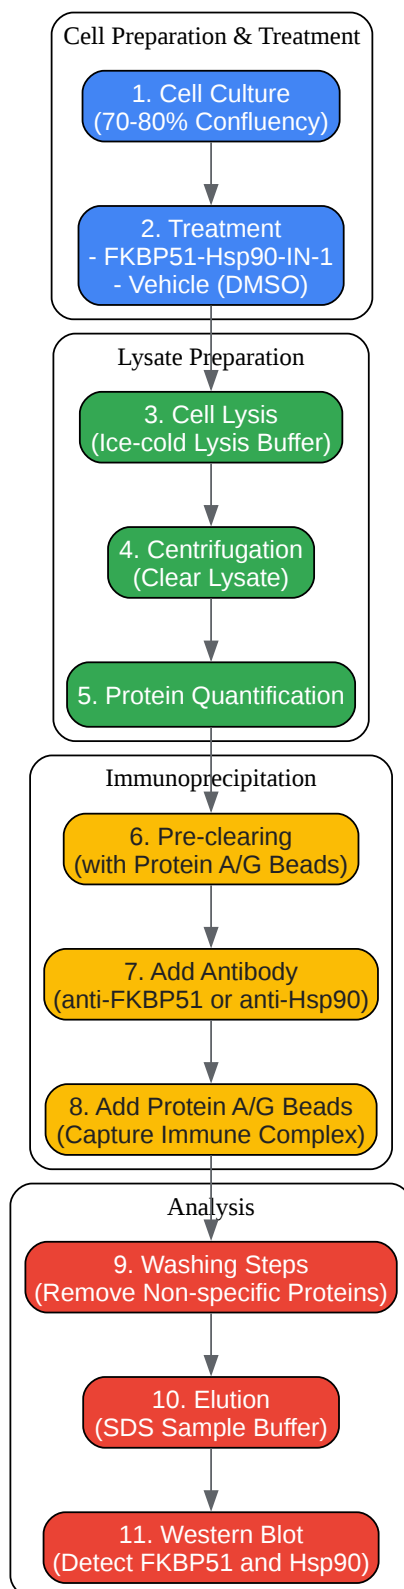 Cell Preparation & Treatment
1. Cell Culture
(70-80% Confluency)
2. Treatment
- FKBP51-Hsp90-IN-1
- Vehicle (DMSO)
Lysate Preparation
3. Cell Lysis
(Ice-cold Lysis Buffer)
4. Centrifugation
(Clear Lysate)
5. Protein Quantification
Immunoprecipitation
6. Pre-clearing
(with Protein A/G Beads)
7. Add Antibody
(anti-FKBP51 or anti-Hsp90)
8. Add Protein A/G Beads
(Capture Immune Complex)
Analysis
9. Washing Steps
(Remove Non-specific Proteins)
10. Elution
(SDS Sample Buffer)
11. Western Blot
(Detect FKBP51 and Hsp90)